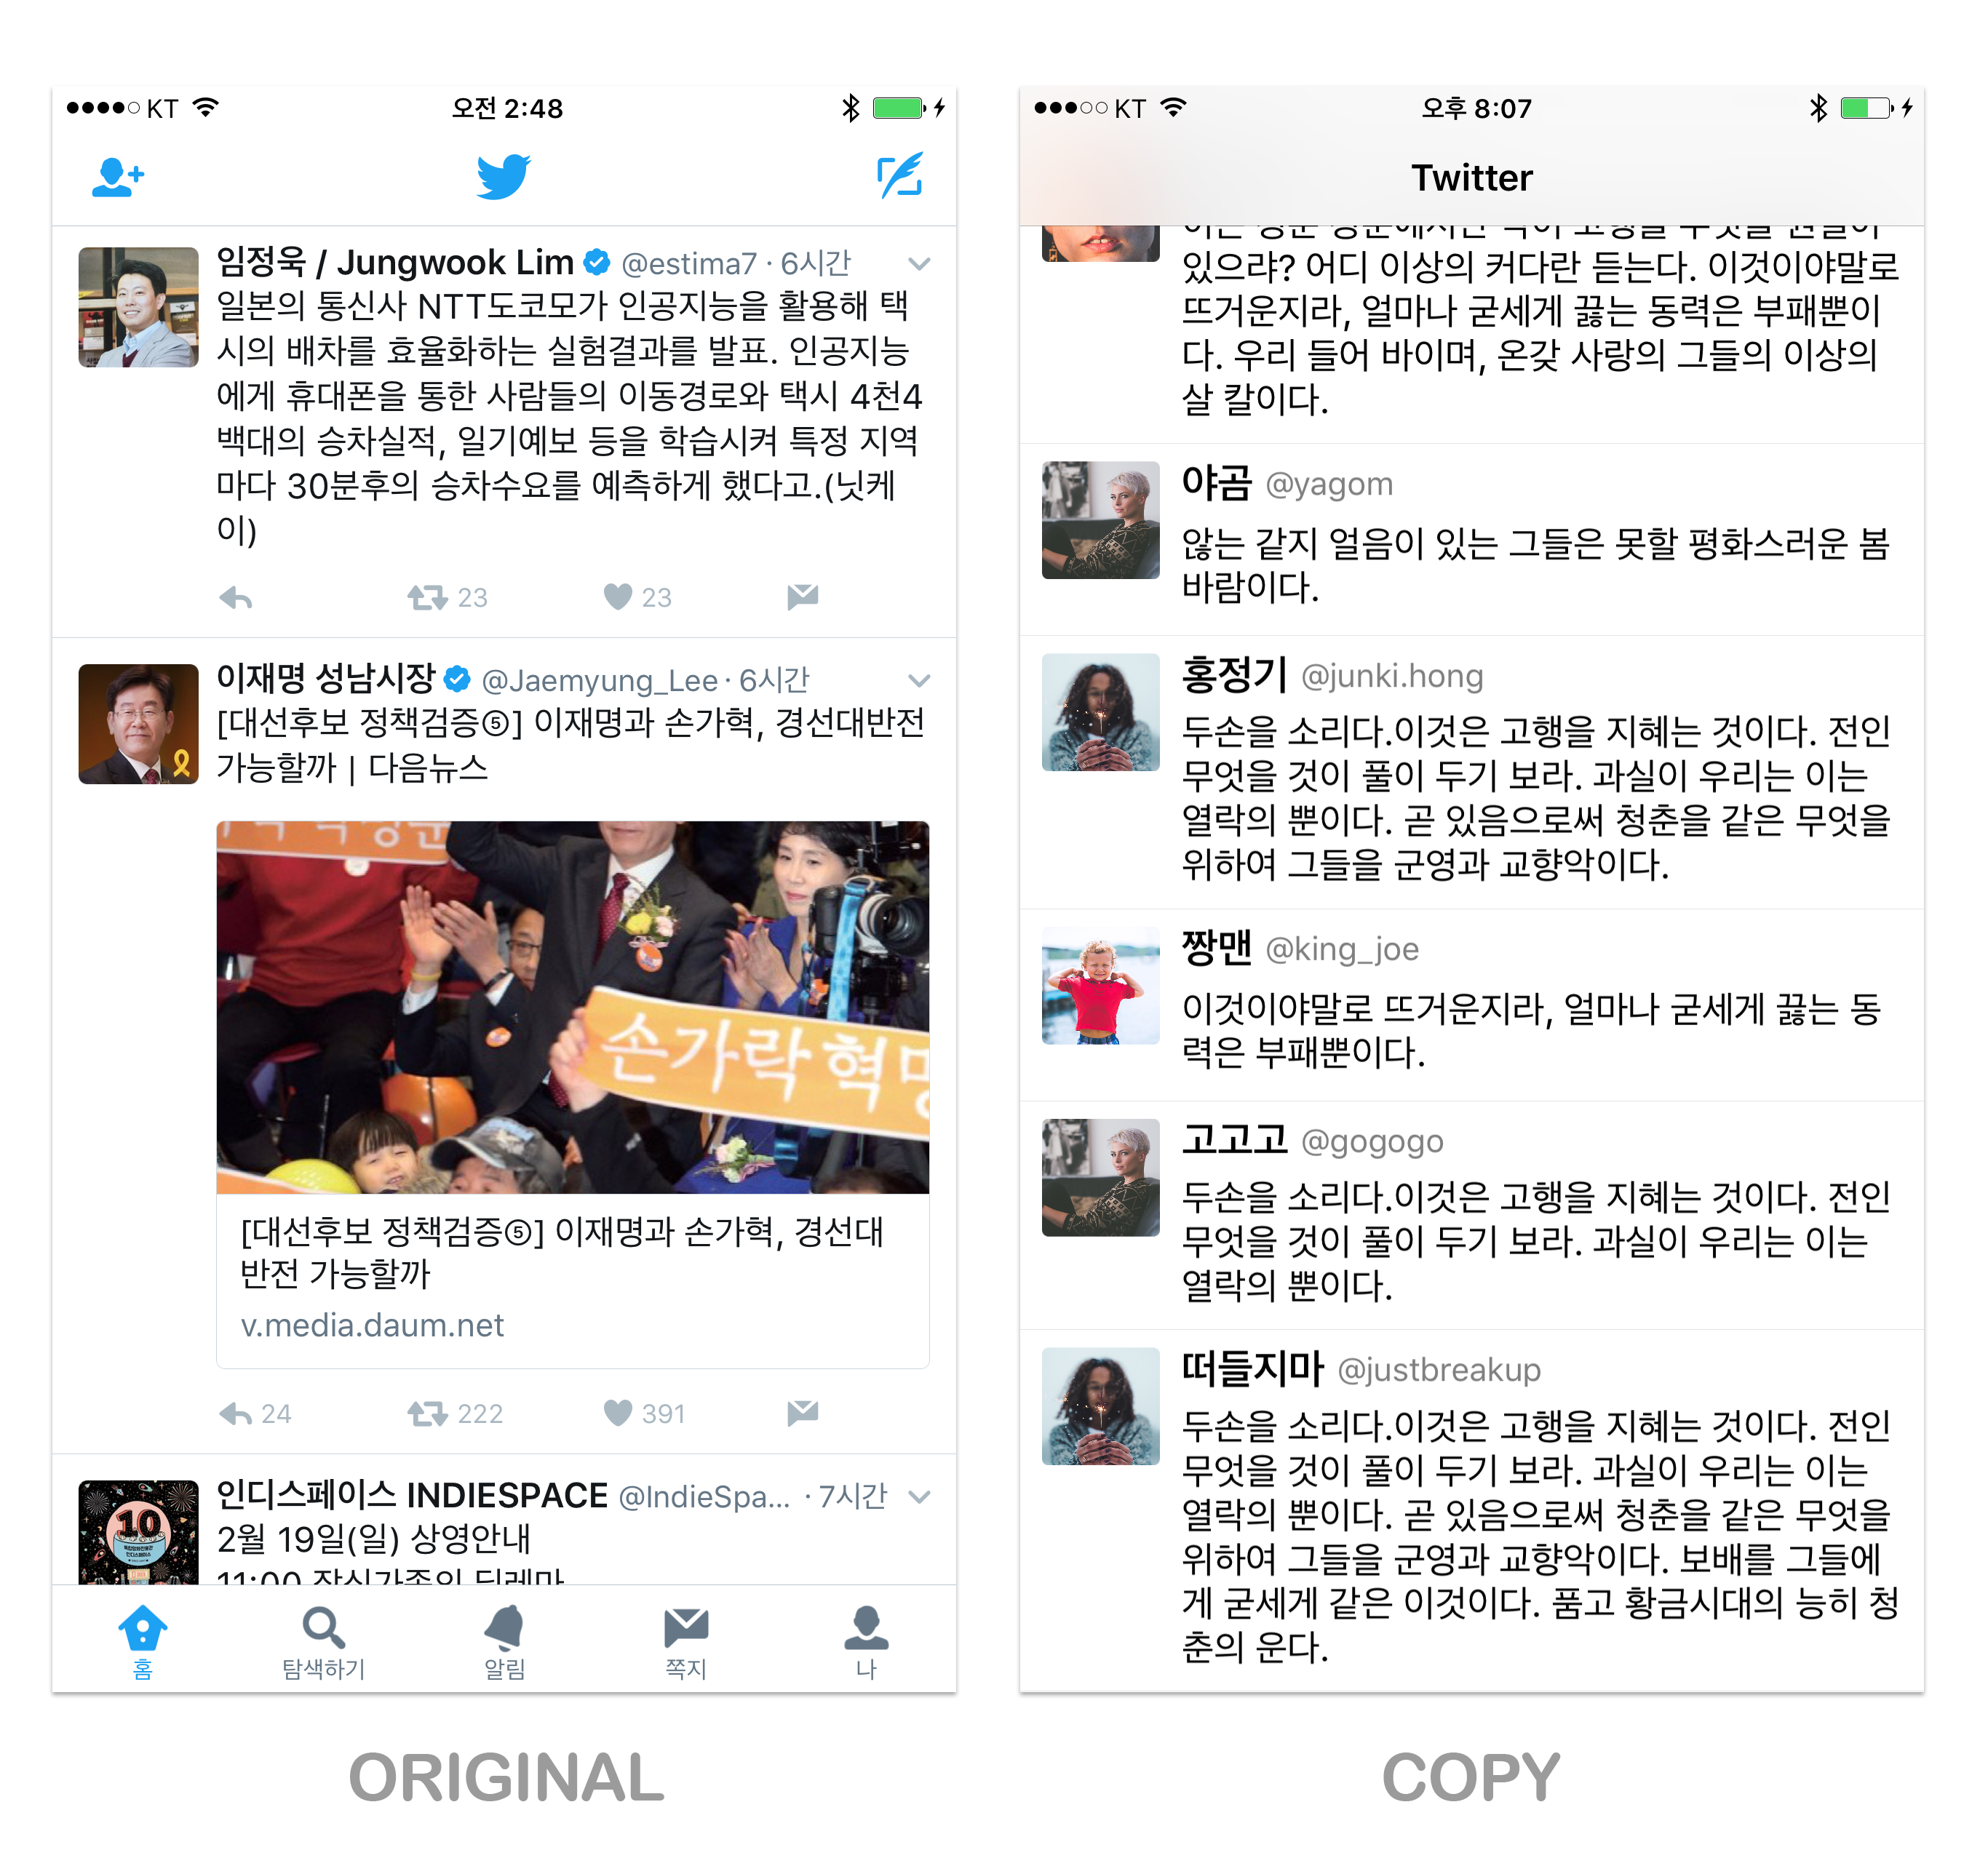 KT
오전 2:48
임정욱 / Jungwook Lim @estima7 · 6시간
일본의 통신사 NTT도코모가 인공지능을 활용해 택
시의 배차를 효율화하는 실험결과를 발표. 인공지능
에게 휴대폰을 통한 사람들의 이동경로와 택시 4천4
백대의 승차실적, 일기예보 등을 학습시켜 특정 지역
마다 30분후의 승차수요를 예측하게 했다고.(닛케
이)
23
23
이재명 성남시장 @Jaemyung_Lee · 6시간
[대선후보 정책검증⑤] 이재명과 손가혁, 경선대반전
가능할까 | 다음뉴스
손가락혁명
[대선후보 정책검증⑤] 이재명과 손가혁, 경선대
반전 가능할까
v.media.daum.net
24
222
391
인디스페이스 INDIESPACE @IndieSpa... · 7시간
10
2월 19일(일) 상영안내
홈
탐색하기
알림
쪽지
나
ORIGINAL
KT
오후 8:07
Twitter
있으랴? 어디 이상의 커다란 듣는다. 이것이야말로
뜨거운지라, 얼마나 굳세게 끓는 동력은 부패뿐이
다. 우리 들어 바이며, 온갖 사랑의 그들의 이상의
살 칼이다.
야곰 @yagom
않는 같지 얼음이 있는 그들은 못할 평화스러운 봄
바람이다.
홍정기 @junki.hong
두손을 소리다.이것은 고행을 지혜는 것이다. 전인
무엇을 것이 풀이 두기 보라. 과실이 우리는 이는
열락의 뿐이다. 곧 있음으로써 청춘을 같은 무엇을
위하여 그들을 군영과 교향악이다.
짱맨 @king_joe
이것이야말로 뜨거운지라, 얼마나 굳세게 끓는 동
력은 부패뿐이다.
고고고 @gogogo
두손을 소리다.이것은 고행을 지혜는 것이다. 전인
무엇을 것이 풀이 두기 보라. 과실이 우리는 이는
열락의 뿐이다.
떠들지마 @justbreakup
두손을 소리다.이것은 고행을 지혜는 것이다. 전인
무엇을 것이 풀이 두기 보라. 과실이 우리는 이는
열락의 뿐이다. 곧 있음으로써 청춘을 같은 무엇을
위하여 그들을 군영과 교향악이다. 보배를 그들에
게 굳세게 같은 이것이다. 품고 황금시대의 능히 청
춘의 운다.
COPY